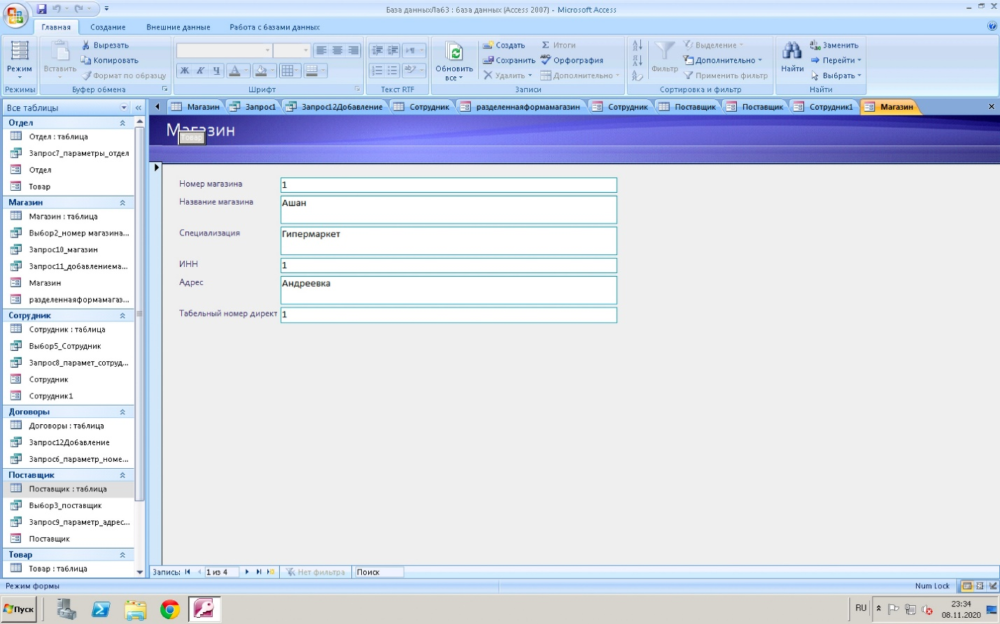 База данныхЛаб3 : база данных (Access 2007) - Microsoft Access
Главная Создание Внешние данные Работа с базами данных
Режим
Режимы
Вставить
Вырезать
Копировать
Формат по образцу
Буфер обмена
Ж К Ч А
Шрифт
Текст RTF
Обновить все
Создать
Сохранить
Удалить
Итоги
Орфография
Дополнительно
Записи
Фильтр
Выделение
Дополнительно
Применить фильтр
Сортировка и фильтр
Найти
Заменить
Перейти
Выбрать
Найти
Все таблицы
Магазин Запрос1 Запрос12Добавление Сотрудник разделеннаяформамагазин Сотрудник Поставщик Поставщик Сотрудник1 Магазин
Отдел
Отдел : таблица
Запрос7_параметры_отдел
Отдел
Товар
Магазин
Магазин : таблица
Выбор2_номер магазина...
Запрос10_магазин
Запрос11_добавлениема...
Магазин
разделеннаяформамагаз...
Сотрудник
Сотрудник : таблица
Выбор5_Сотрудник
Запрос8_парамет_сотруд...
Сотрудник
Сотрудник1
Договоры
Договоры : таблица
Запрос12Добавление
Запрос6_параметр_номе...
Поставщик
Поставщик : таблица
Выбор3_поставщик
Запрос9_параметр_адрес...
Поставщик
Товар
Товар : таблица
Магазин
Товар
Номер магазина 1
Название магазина Ашан
Специализация Гипермаркет
ИНН 1
Адрес Андреевка
Табельный номер директ 1
Запись: 1 из 4 Нет фильтра Поиск
Режим формы Num Lock
Пуск RU 23:34
08.11.2020